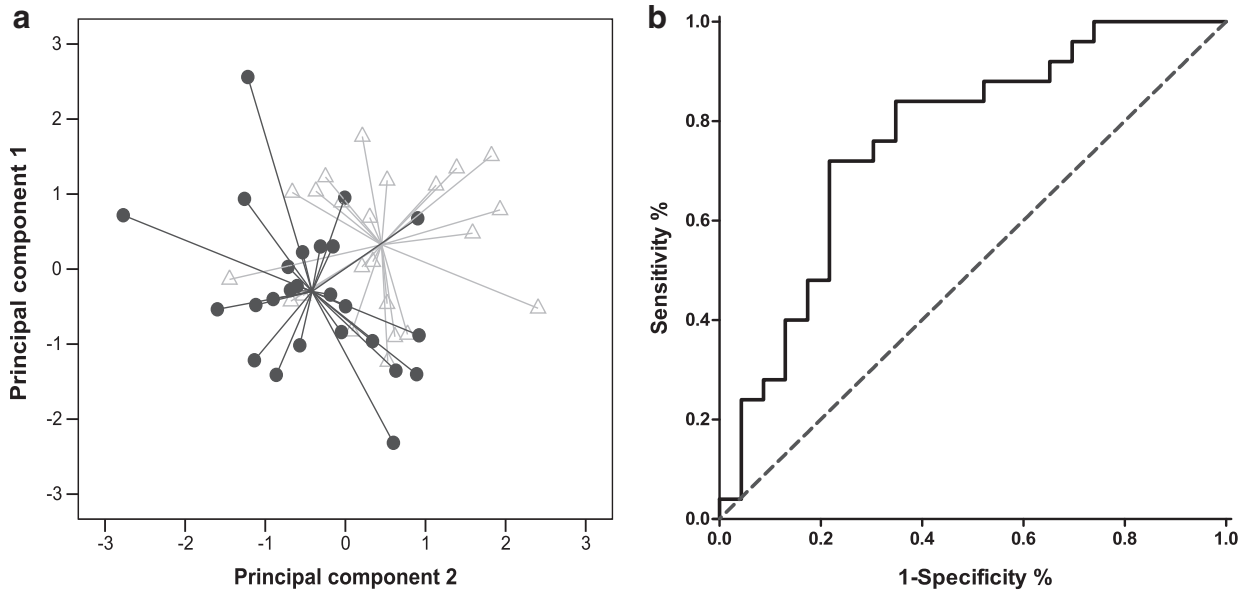 a
Principal component 1
3
2
1
0
-1
-2
-3
-3 -2 -1 0 1 2 3
Principal component 2
b
Sensitivity %
1.0
0.8
0.6
0.4
0.2
0.0
0.0 0.2 0.4 0.6 0.8 1.0
1-Specificity %